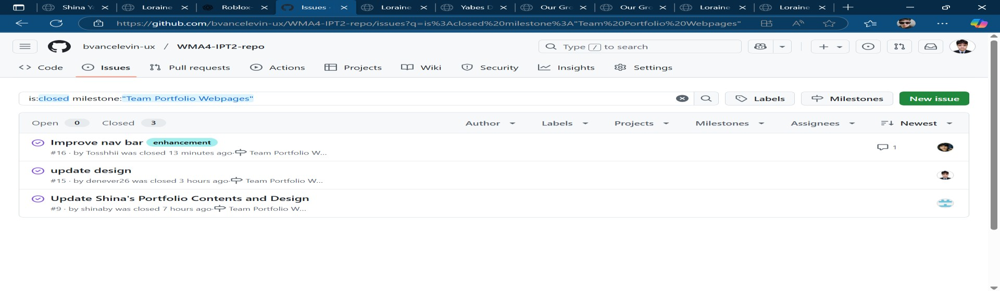 Shina Y
Loraine
Roblox-
Issues ·
Loraine
Yabes D
Our Gro
Our Gro
Loraine
Loraine
https://github.com/bvancelevin-ux/WMA4-IPT2-repo/issues?q=is%3Aclosed%20milestone%3A"Team%20Portfolio%20Webpages"
bvancelevin-ux / WMA4-IPT2-repo
Type / to search
Code
Issues
Pull requests
Actions
Projects
Wiki
Security
Insights
Settings
is:closed milestone:"Team Portfolio Webpages"
Labels
Milestones
New issue
Open 0 Closed 3
Author
Labels
Projects
Milestones
Assignees
Newest
Improve nav bar enhancement
#16 · by Tosshhii was closed 13 minutes ago· Team Portfolio W...
1
update design
#15 · by denever26 was closed 3 hours ago· Team Portfolio W...
Update Shina's Portfolio Contents and Design
#9 · by shinaby was closed 7 hours ago· Team Portfolio W...